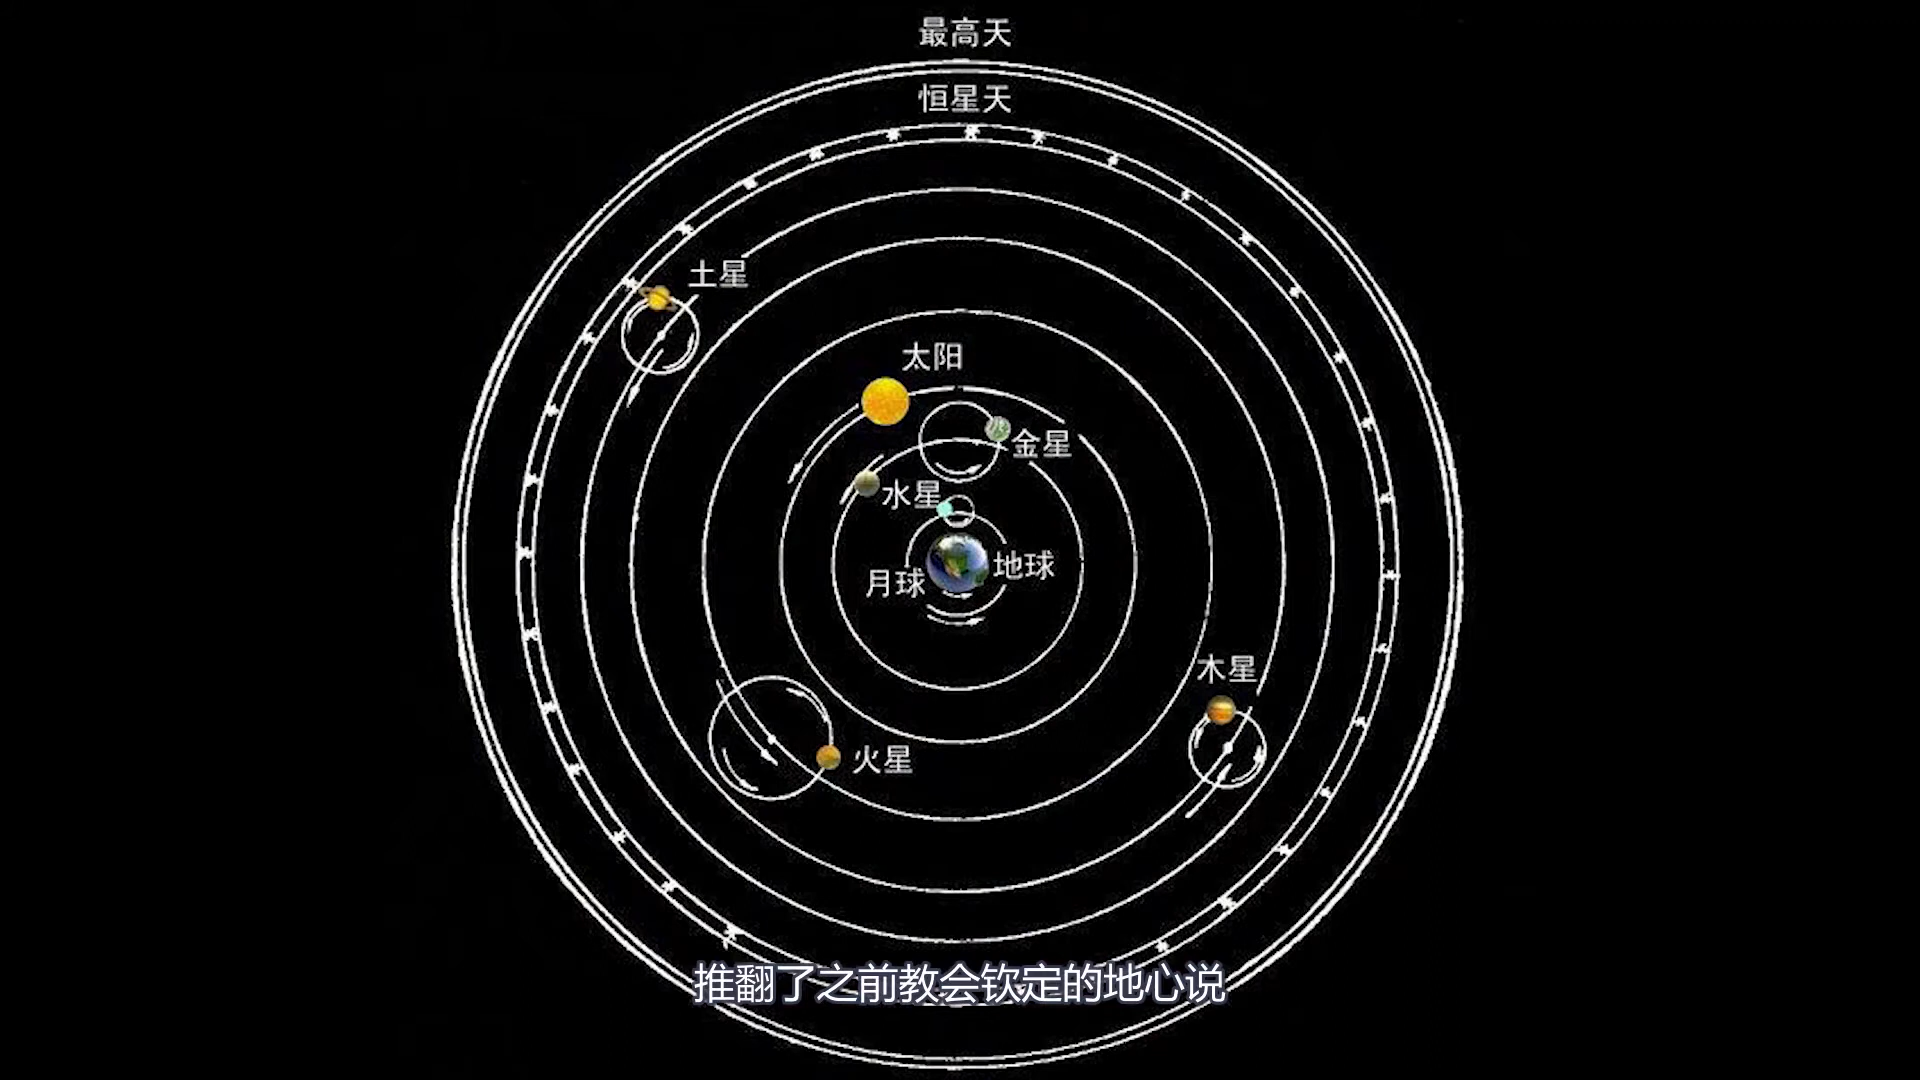 最高天
恒星天
土星
太阳
金星
水星
地球
月球
木星
火星
推翻了之前教会钦定的地心说